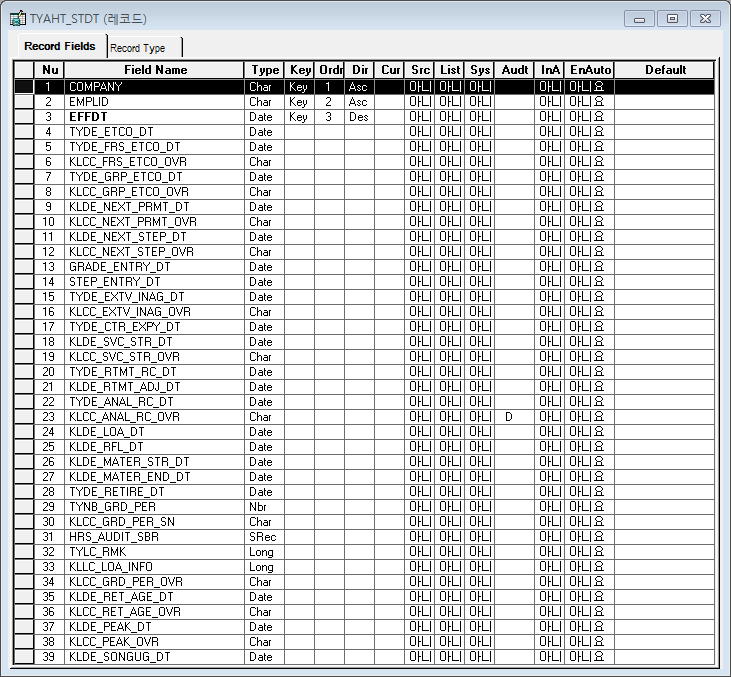 TYAHT_STDT (레코드)
Record Fields Record Type
Nu Field Name Type Key Ordr Dir Cur Src List Sys Audt InA EnAuto Default
1 COMPANY Char Key 1 Asc 아니 아니 아니 아니 아니요
2 EMPLID Char Key 2 Asc 아니 아니 아니 아니 아니요
3 EFFDT Date Key 3 Des 아니 아니 아니 아니 아니요
4 TYDE_ETCO_DT Date 아니 아니 아니 아니 아니요
5 TYDE_FRS_ETCO_DT Date 아니 아니 아니 아니 아니요
6 KLCC_FRS_ETCO_OVR Char 아니 아니 아니 아니 아니요
7 TYDE_GRP_ETCO_DT Date 아니 아니 아니 아니 아니요
8 KLCC_GRP_ETCO_OVR Char 아니 아니 아니 아니 아니요
9 KLDE_NEXT_PRMT_DT Date 아니 아니 아니 아니 아니요
10 KLCC_NEXT_PRMT_OVR Char 아니 아니 아니 아니 아니요
11 KLDE_NEXT_STEP_DT Date 아니 아니 아니 아니 아니요
12 KLCC_NEXT_STEP_OVR Char 아니 아니 아니 아니 아니요
13 GRADE_ENTRY_DT Date 아니 아니 아니 아니 아니요
14 STEP_ENTRY_DT Date 아니 아니 아니 아니 아니요
15 TYDE_EXTV_INAG_DT Date 아니 아니 아니 아니 아니요
16 KLCC_EXTV_INAG_OVR Char 아니 아니 아니 아니 아니요
17 TYDE_CTR_EXPY_DT Date 아니 아니 아니 아니 아니요
18 KLDE_SVC_STR_DT Date 아니 아니 아니 아니 아니요
19 KLCC_SVC_STR_OVR Char 아니 아니 아니 아니 아니요
20 TYDE_RTMT_RC_DT Date 아니 아니 아니 아니 아니요
21 KLDE_RTMT_ADJ_DT Date 아니 아니 아니 아니 아니요
22 TYDE_ANAL_RC_DT Date 아니 아니 아니 아니 아니요
23 KLCC_ANAL_RC_OVR Char 아니 아니 아니 D 아니 아니요
24 KLDE_LOA_DT Date 아니 아니 아니 아니 아니요
25 KLDE_RFL_DT Date 아니 아니 아니 아니 아니요
26 KLDE_MATER_STR_DT Date 아니 아니 아니 아니 아니요
27 KLDE_MATER_END_DT Date 아니 아니 아니 아니 아니요
28 TYDE_RETIRE_DT Date 아니 아니 아니 아니 아니요
29 TYNB_GRD_PER Nbr 아니 아니 아니 아니 아니요
30 KLCC_GRD_PER_SN Char 아니 아니 아니 아니 아니요
31 HRS_AUDIT_SBR SRec 아니 아니 아니 아니 아니요
32 TYLC_RMK Long 아니 아니 아니 아니 아니요
33 KLLC_LOA_INFO Long 아니 아니 아니 아니 아니요
34 KLCC_GRD_PER_OVR Char 아니 아니 아니 아니 아니요
35 KLDE_RET_AGE_DT Date 아니 아니 아니 아니 아니요
36 KLCC_RET_AGE_OVR Char 아니 아니 아니 아니 아니요
37 KLDE_PEAK_DT Date 아니 아니 아니 아니 아니요
38 KLCC_PEAK_OVR Char 아니 아니 아니 아니 아니요
39 KLDE_SONGUG_DT Date 아니 아니 아니 아니 아니요